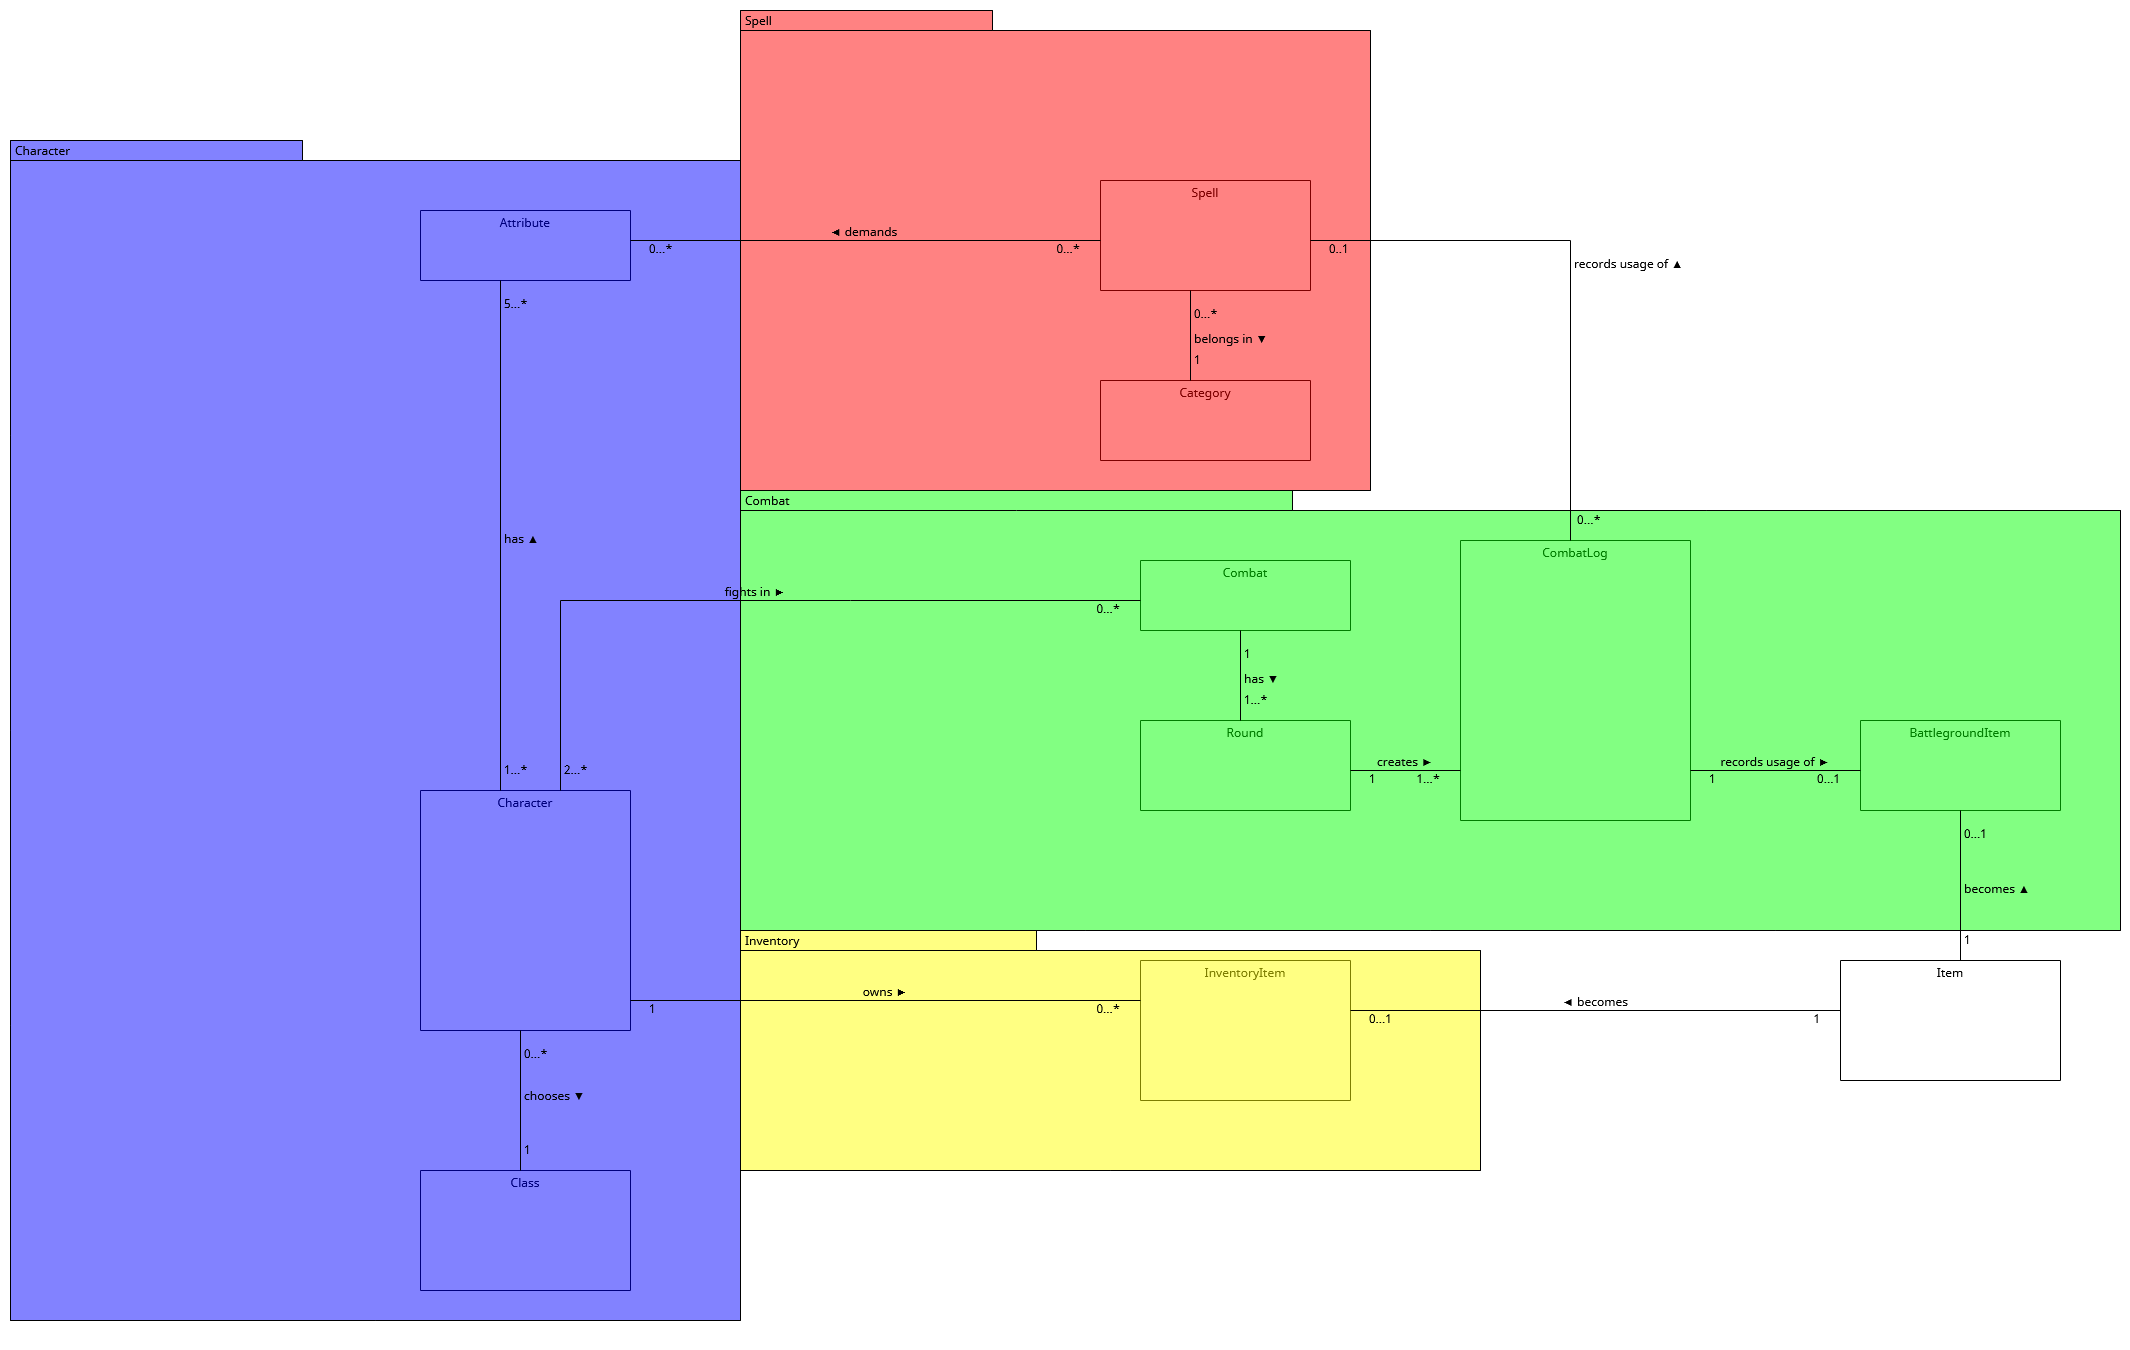 Spell
Character
Spell
Attribute
◄ demands
0...*
0...*
0..1
records usage of ▲
5...*
0...*
belongs in ▼
1
Category
Combat
0...*
has ▲
CombatLog
Combat
fights in ►
0...*
1
has ▼
1...*
Round
BattlegroundItem
creates ►
1
1...*
records usage of ►
1
0...1
1...*
2...*
Character
0...1
becomes ▲
1
Inventory
InventoryItem
Item
owns ►
1
0...*
◄ becomes
0...1
1
0...*
chooses ▼
1
Class